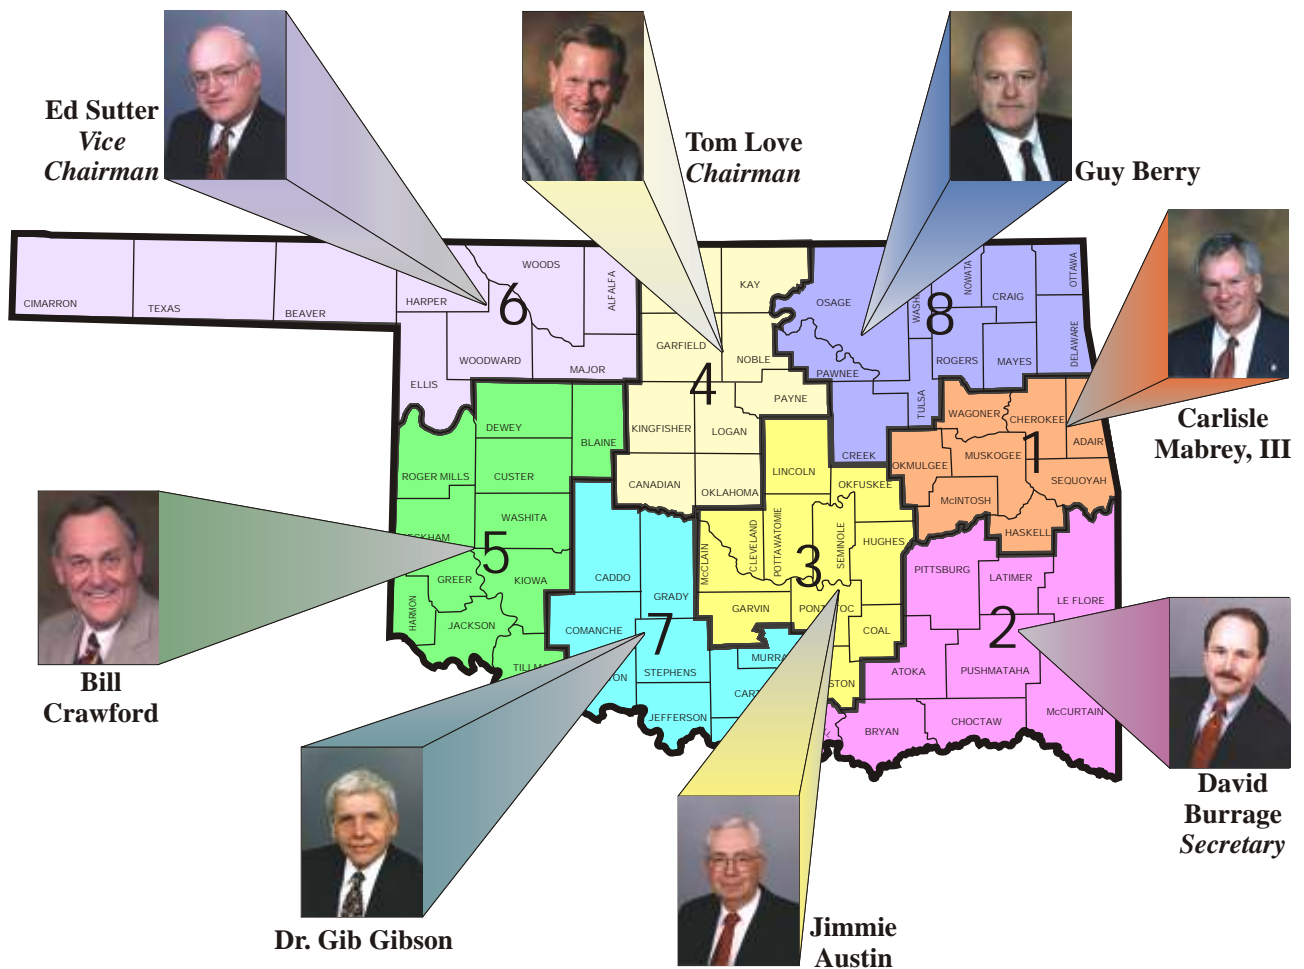 Ed Sutter
Vice
Chairman
Tom Love
Chairman
Guy Berry
Carlisle
Mabrey, III
CIMARRON
TEXAS
BEAVER
HARPER
WOODS
ALFALFA
ELLIS
WOODWARD
MAJOR
6
KAY
GARFIELD
NOBLE
4
PAYNE
KINGFISHER
LOGAN
CANADIAN
OKLAHOMA
OSAGE
NOWATA
CRAIG
OTTAWA
8
PAWNEE
ROGERS
MAYES
DELAWARE
TULSA
CREEK
WAGONER
CHEROKEE
ADAIR
OKMULGEE
MUSKOGEE
1
SEQUOYAH
McINTOSH
HASKELL
DEWEY
BLAINE
ROGER MILLS
CUSTER
WASHITA
5
GREER
KIOWA
HARMON
JACKSON
CADDO
GRADY
COMANCHE
7
STEPHENS
JEFFERSON
LINCOLN
OKFUSKEE
McCLAIN
CLEVELAND
POTTAWATOMIE
SEMINOLE
HUGHES
3
GARVIN
COAL
PITTSBURG
LATIMER
LE FLORE
2
ATOKA
PUSHMATAHA
BRYAN
CHOCTAW
McCURTAIN
Bill
Crawford
Dr. Gib Gibson
Jimmie
Austin
David
Burrage
Secretary